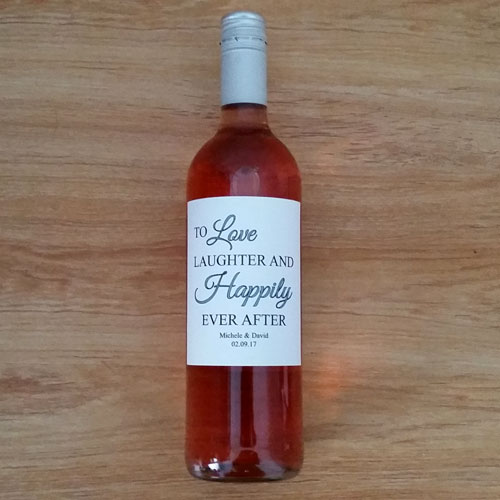 TO Love
LAUGHTER AND
Happily
EVER AFTER
Michele & David
02.09.17